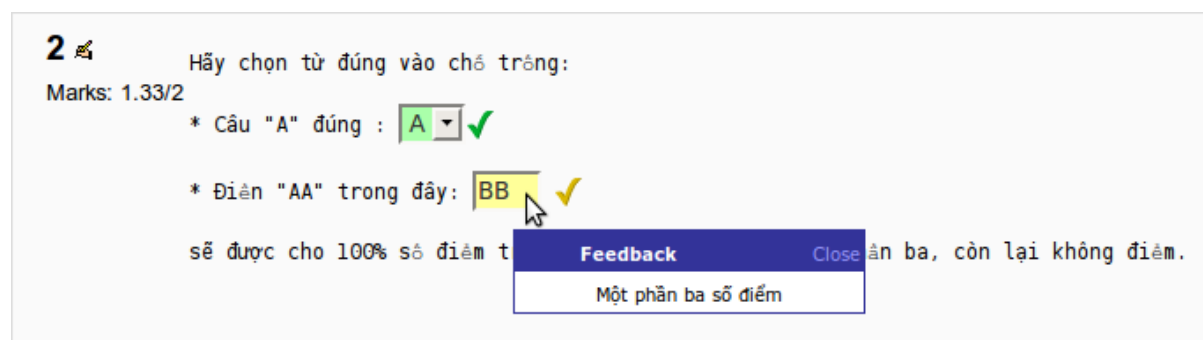 2
Hãy chọn từ đúng vào chỗ trống:
Marks: 1.33/2
* Câu "A" đúng : A
* Điền "AA" trong đây: BB
sẽ được cho 100% số điểm t
Feedback Close
ần ba, còn lại không điểm.
Một phần ba số điểm